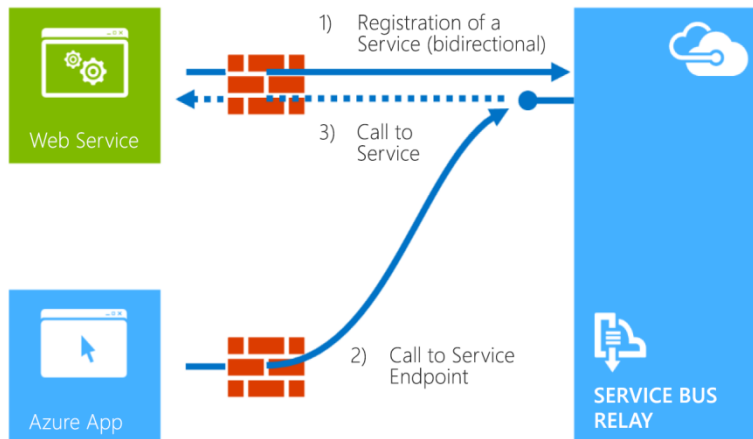 1) Registration of a
Service (bidirectional)
3) Call to
Service
Web Service
2) Call to Service
Endpoint
Azure App
SERVICE BUS
RELAY